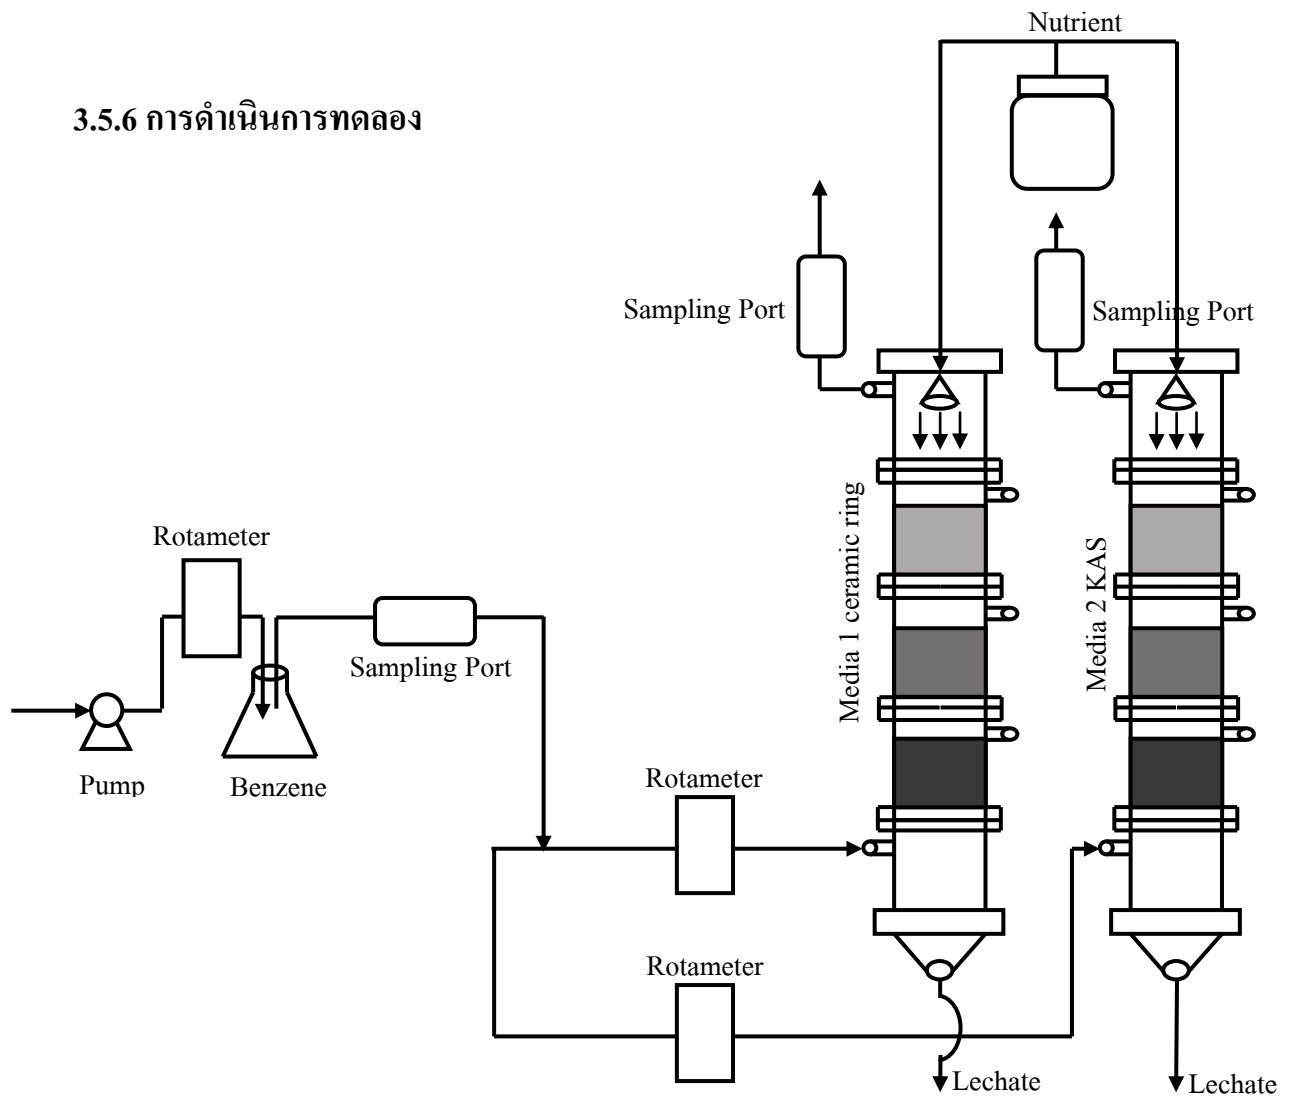 Nutrient
3.5.6 การดำเนินการทดลอง
Sampling Port
Sampling Port
Media 1 ceramic ring
Media 2 KAS
Rotameter
Sampling Port
Pump
Benzene
Rotameter
Rotameter
Lechate
Lechate